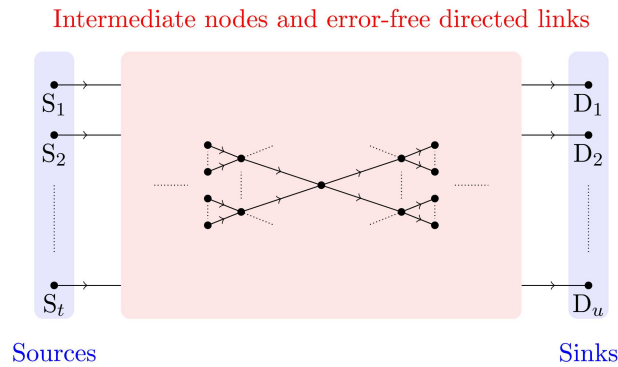 Intermediate nodes and error-free directed links
S₁
D₁
S₂
D₂
Sₜ
Dᵤ
Sources
Sinks